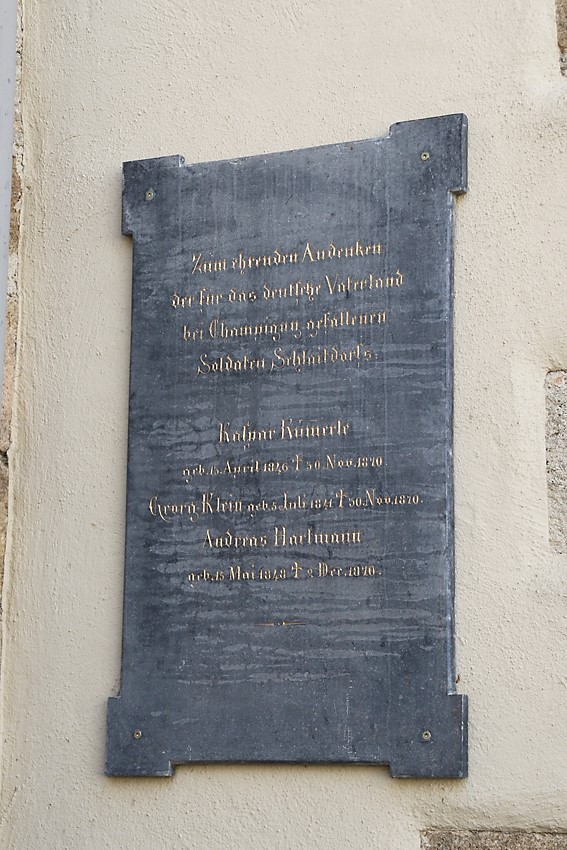 Zum ehrenden Andenken
der für das deutsche Vaterland
bei Champigny gefallenen
Soldaten Schlaitdorfs.
Kaspar Kümerle
geb. 15. April 1846 † 30. Nov. 1870.
Georg Klein geb. 5. Juli 1841 † 30. Nov. 1870.
Andreas Hartmann
geb. 15 Mai 1848 † 2. Dec. 1870.